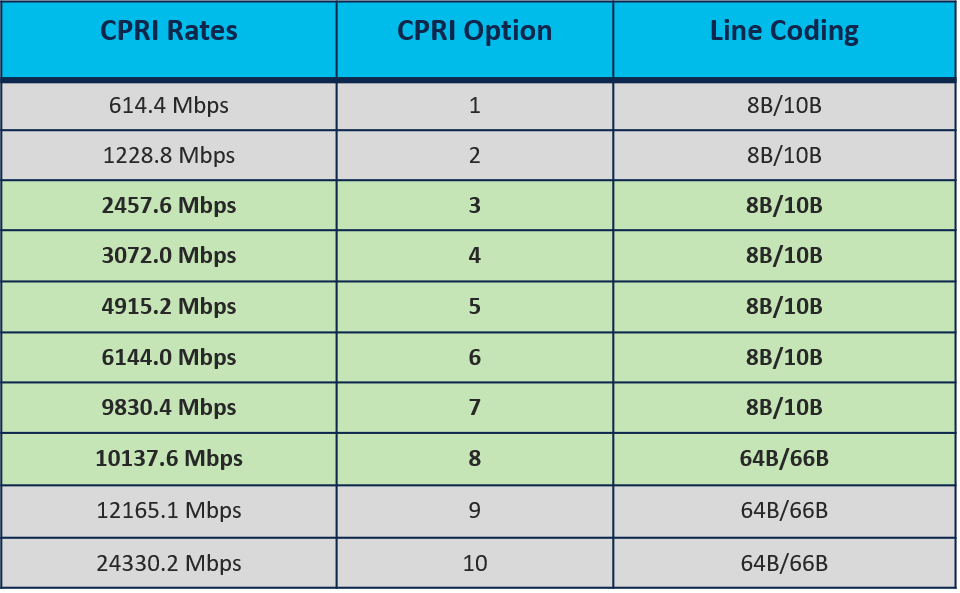 CPRI Rates CPRI Option Line Coding
614.4 Mbps 1 8B/10B
1228.8 Mbps 2 8B/10B
2457.6 Mbps 3 8B/10B
3072.0 Mbps 4 8B/10B
4915.2 Mbps 5 8B/10B
6144.0 Mbps 6 8B/10B
9830.4 Mbps 7 8B/10B
10137.6 Mbps 8 64B/66B
12165.1 Mbps 9 64B/66B
24330.2 Mbps 10 64B/66B